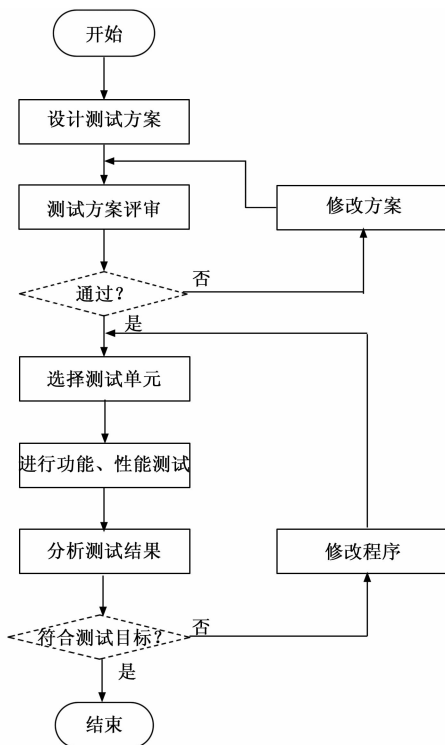 开始
设计测试方案
测试方案评审
修改方案
通过?
否
是
选择测试单元
进行功能、性能测试
分析测试结果
修改程序
符合测试目标?
否
是
结束